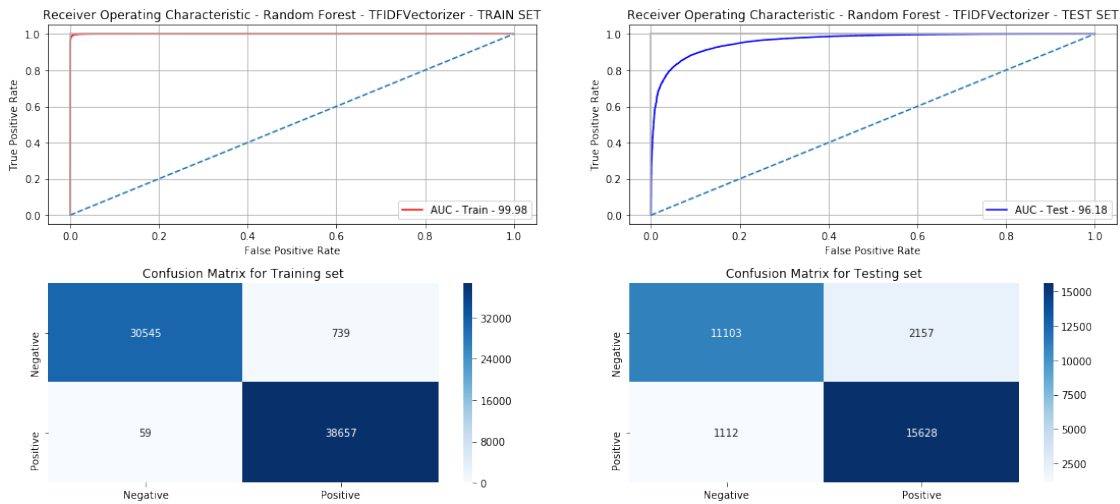 Receiver Operating Characteristic - Random Forest - TFIDFVectorizer - TRAIN SET
1.0
0.8
0.6
0.4
0.2
0.0
True Positive Rate
AUC - Train - 99.98
0.0 0.2 0.4 0.6 0.8 1.0
False Positive Rate
Receiver Operating Characteristic - Random Forest - TFIDFVectorizer - TEST SET
1.0
0.8
0.6
0.4
0.2
0.0
True Positive Rate
AUC - Test - 96.18
0.0 0.2 0.4 0.6 0.8 1.0
False Positive Rate
Confusion Matrix for Training set
Negative
30545 739
Positive
59 38657
Negative Positive
32000
24000
16000
8000
0
Confusion Matrix for Testing set
Negative
11103 2157
Positive
1112 15628
Negative Positive
15000
12500
10000
7500
5000
2500